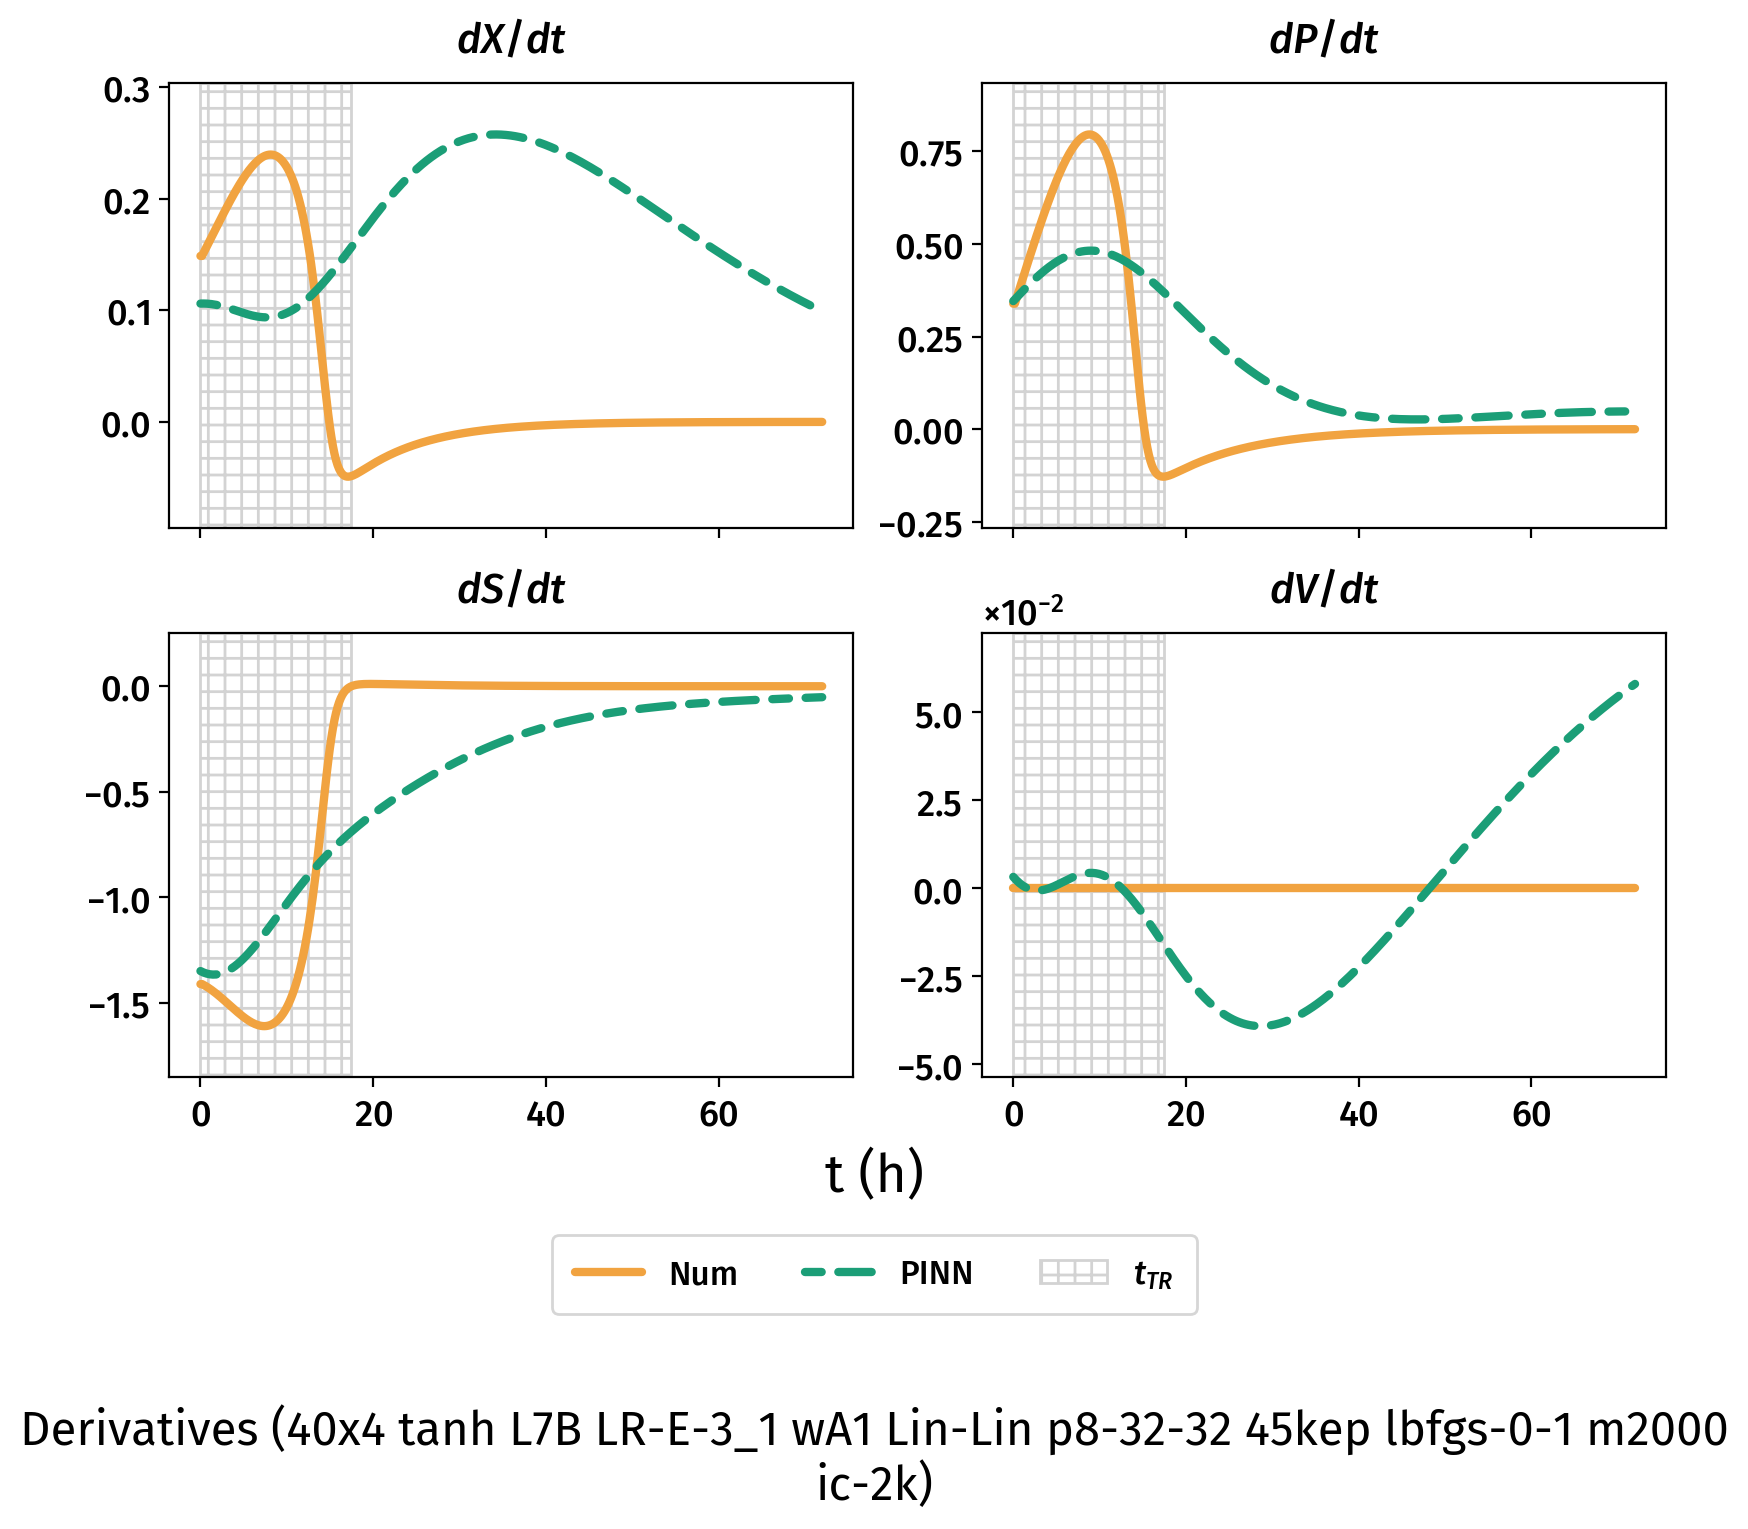 dX/dt
dP/dt
0.3
0.2
0.1
0.0
0.75
0.50
0.25
0.00
−0.25
dS/dt
dV/dt
×10⁻²
0.0
−0.5
−1.0
−1.5
5.0
2.5
0.0
−2.5
−5.0
0 20 40 60
0 20 40 60
t (h)
Num PINN t_TR
Derivatives (40x4 tanh L7B LR-E-3_1 wA1 Lin-Lin p8-32-32 45kep lbfgs-0-1 m2000
ic-2k)